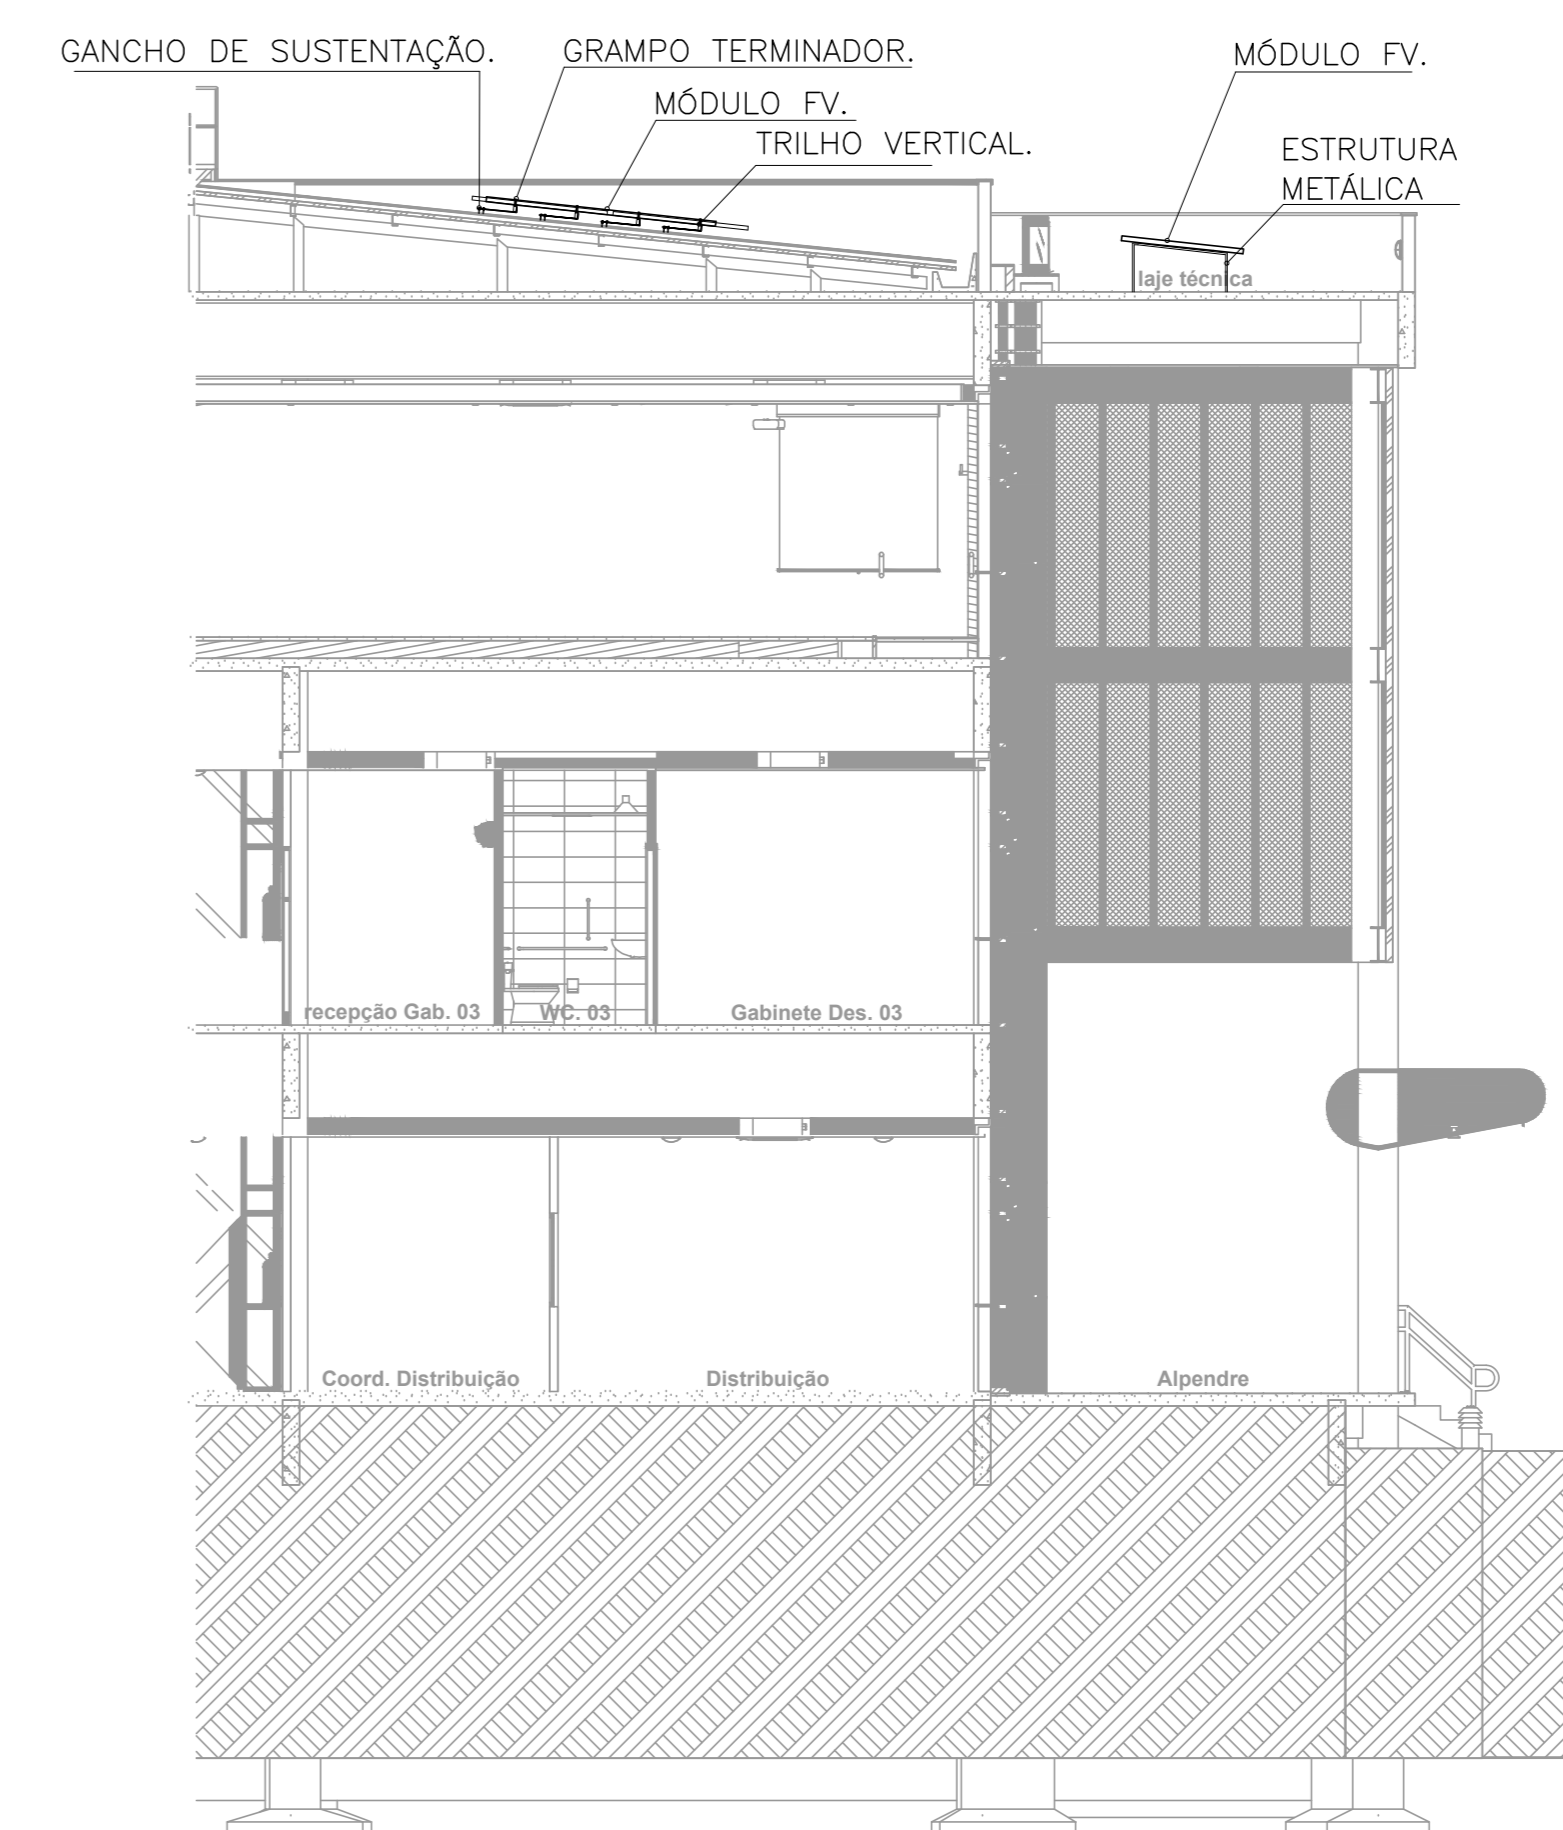 GANCHO DE SUSTENTAÇÃO.
GRAMPO TERMINADOR.
MÓDULO FV.
MÓDULO FV.
TRILHO VERTICAL.
ESTRUTURA
METÁLICA
laje técnica
recepção Gab. 03
WC. 03
Gabinete Des. 03
Coord. Distribuição
Distribuição
Alpendre